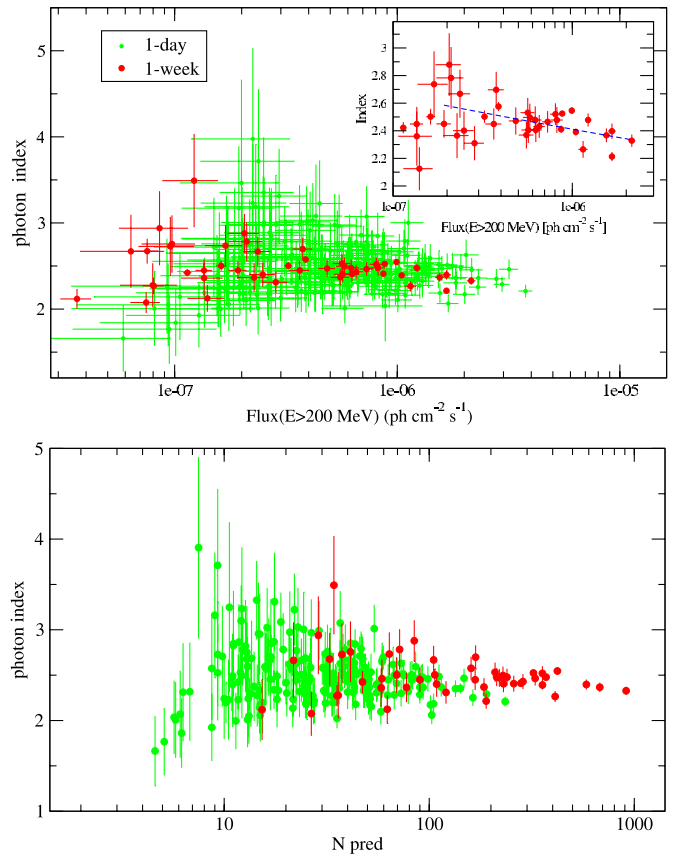 5
4
3
2
photon index
1-day
1-week
3
2.8
2.6
2.4
2.2
2
Index
1e-07
1e-06
Flux(E>200 MeV) [ph cm⁻² s⁻¹]
1e-07
1e-06
1e-05
Flux(E>200 MeV) (ph cm⁻² s⁻¹)
5
4
3
2
1
photon index
10
100
1000
N pred